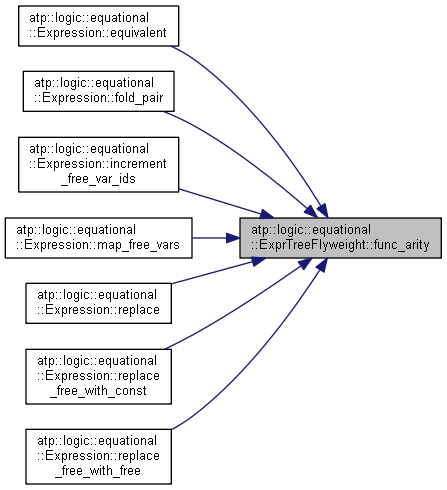 atp::logic::equational
::Expression::equivalent
atp::logic::equational
::Expression::fold_pair
atp::logic::equational
::Expression::increment
_free_var_ids
atp::logic::equational
::Expression::map_free_vars
atp::logic::equational
::ExprTreeFlyweight::func_arity
atp::logic::equational
::Expression::replace
atp::logic::equational
::Expression::replace
_free_with_const
atp::logic::equational
::Expression::replace
_free_with_free